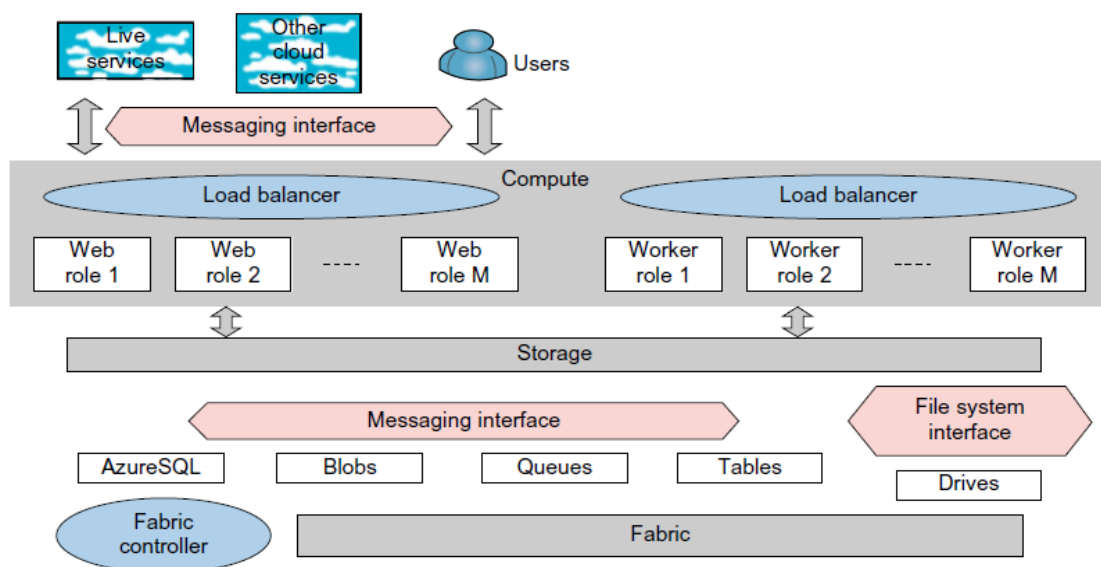 Live
services
Other
cloud
services
Users
Messaging interface
Compute
Load balancer
Load balancer
Web
role 1
Web
role 2
----
Web
role M
Worker
role 1
Worker
role 2
----
Worker
role M
Storage
Messaging interface
File system
interface
AzureSQL
Blobs
Queues
Tables
Drives
Fabric
controller
Fabric